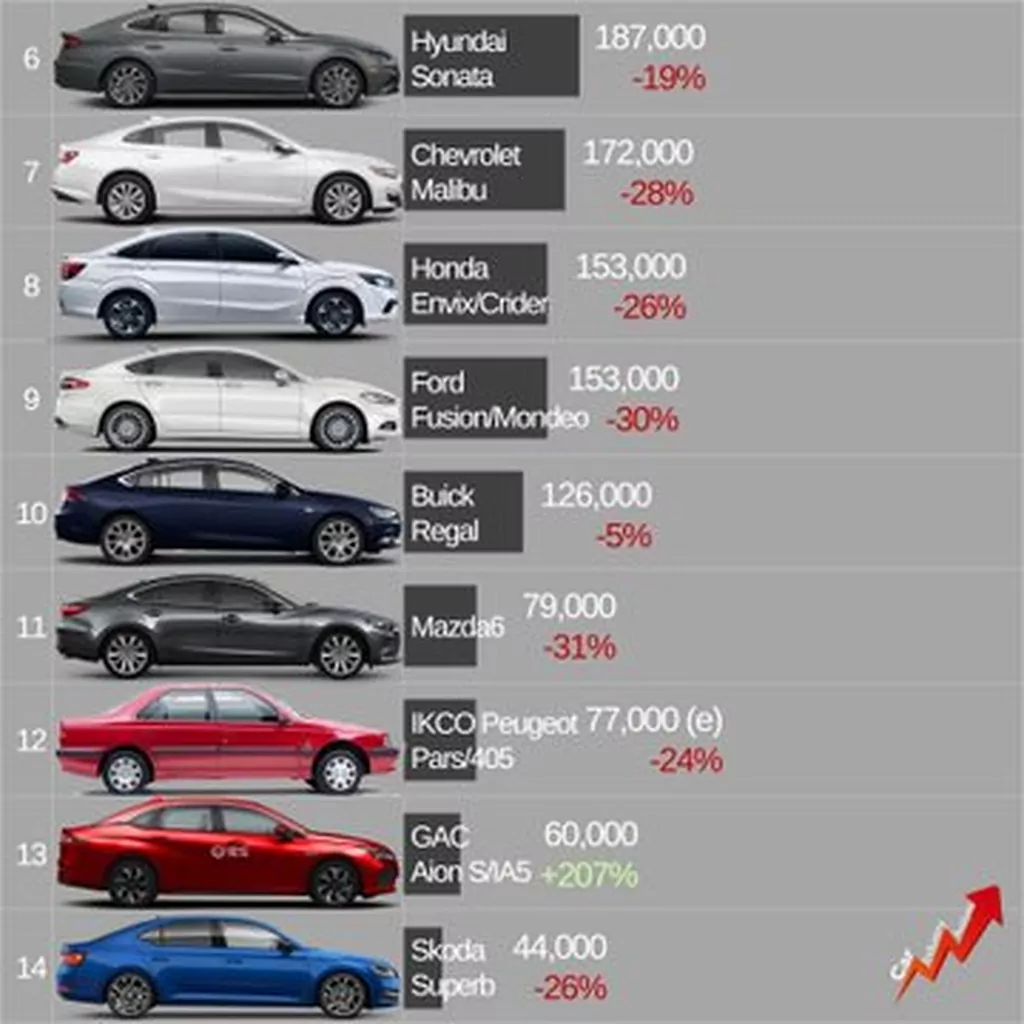 6
Hyundai
Sonata
187,000
-19%
7
Chevrolet
Malibu
172,000
-28%
8
Honda
Envix/Crider
153,000
-26%
9
Ford
Fusion/Mondeo
153,000
-30%
10
Buick
Regal
126,000
-5%
11
Mazda6
79,000
-31%
12
IKCO Peugeot
Pars/405
77,000 (e)
-24%
13
GAC
Aion S/IA5
60,000
+207%
14
Skoda
Superb
44,000
-26%
Car